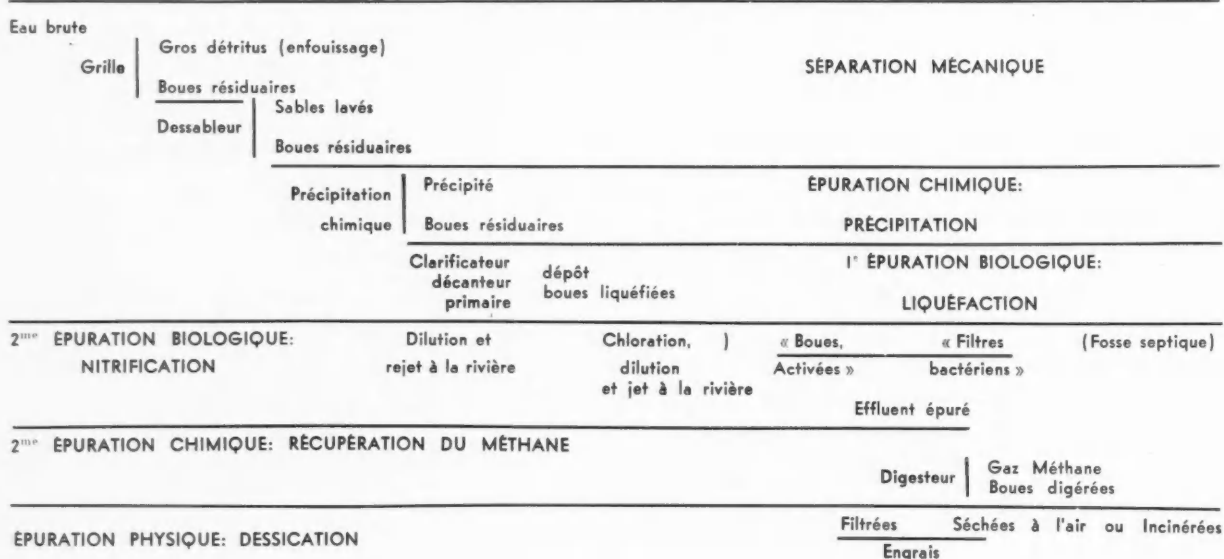 Eau brute
Grille
Gros détritus (enfouissage)
Boues résiduaires
SÉPARATION MÉCANIQUE
Dessableur
Sables lavés
Boues résiduaires
Précipitation
chimique
Précipité
Boues résiduaires
ÉPURATION CHIMIQUE:
PRÉCIPITATION
Clarificateur
décanteur
primaire
dépôt
boues liquéfiées
1e ÉPURATION BIOLOGIQUE:
LIQUÉFACTION
2me ÉPURATION BIOLOGIQUE:
NITRIFICATION
Dilution et
rejet à la rivière
Chloration, )
dilution
et jet à la rivière
« Boues,
Activées »
« Filtres
bactériens »
(Fosse septique)
Effluent épuré
2me ÉPURATION CHIMIQUE: RÉCUPÉRATION DU MÉTHANE
Digesteur
Gaz Méthane
Boues digérées
ÉPURATION PHYSIQUE: DESSICATION
Filtrées
Séchées à l'air ou Incinérées
Engrais